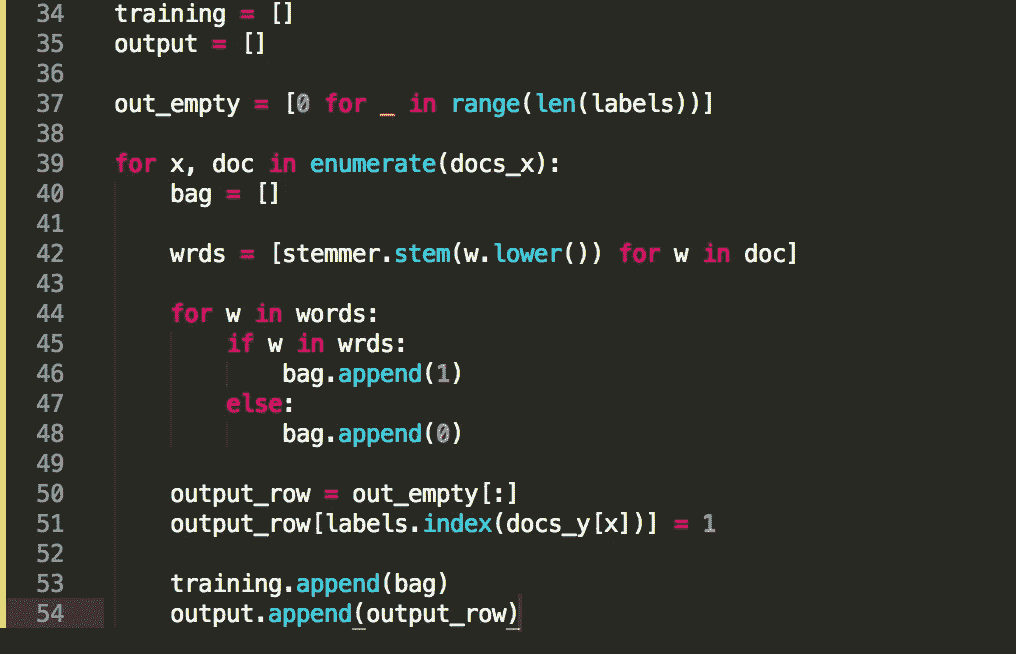 34 training = []
35 output = []
36
37 out_empty = [0 for _ in range(len(labels))]
38
39 for x, doc in enumerate(docs_x):
40     bag = []
41
42     wrds = [stemmer.stem(w.lower()) for w in doc]
43
44     for w in words:
45         if w in wrds:
46             bag.append(1)
47         else:
48             bag.append(0)
49
50     output_row = out_empty[:]
51     output_row[labels.index(docs_y[x])] = 1
52
53     training.append(bag)
54     output.append(output_row)